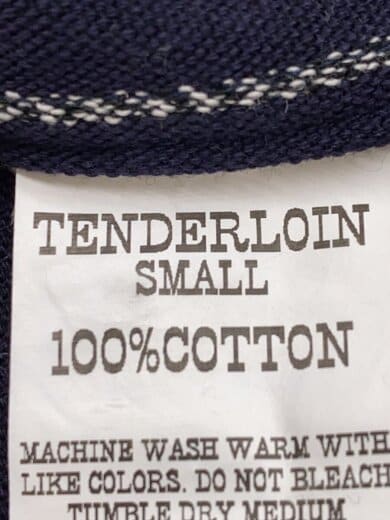 TENDERLOIN
SMALL
100%COTTON
MACHINE WASH WARM WITH
LIKE COLORS. DO NOT BLEACH
TUMBLE DRY MEDIUM